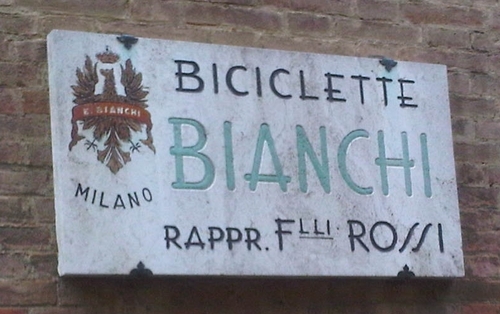 BICICLETTE
E. BIANCHI
BIANCHI
MILANO
RAPPR. FLLI. ROSSI